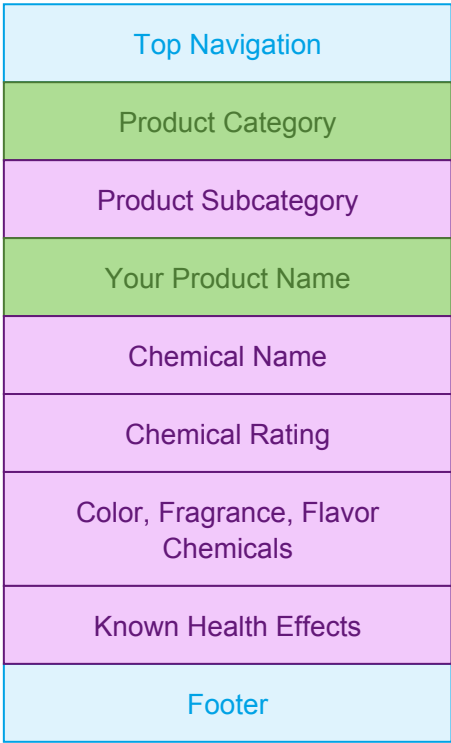 Top Navigation
Product Category
Product Subcategory
Your Product Name
Chemical Name
Chemical Rating
Color, Fragrance, Flavor
Chemicals
Known Health Effects
Footer